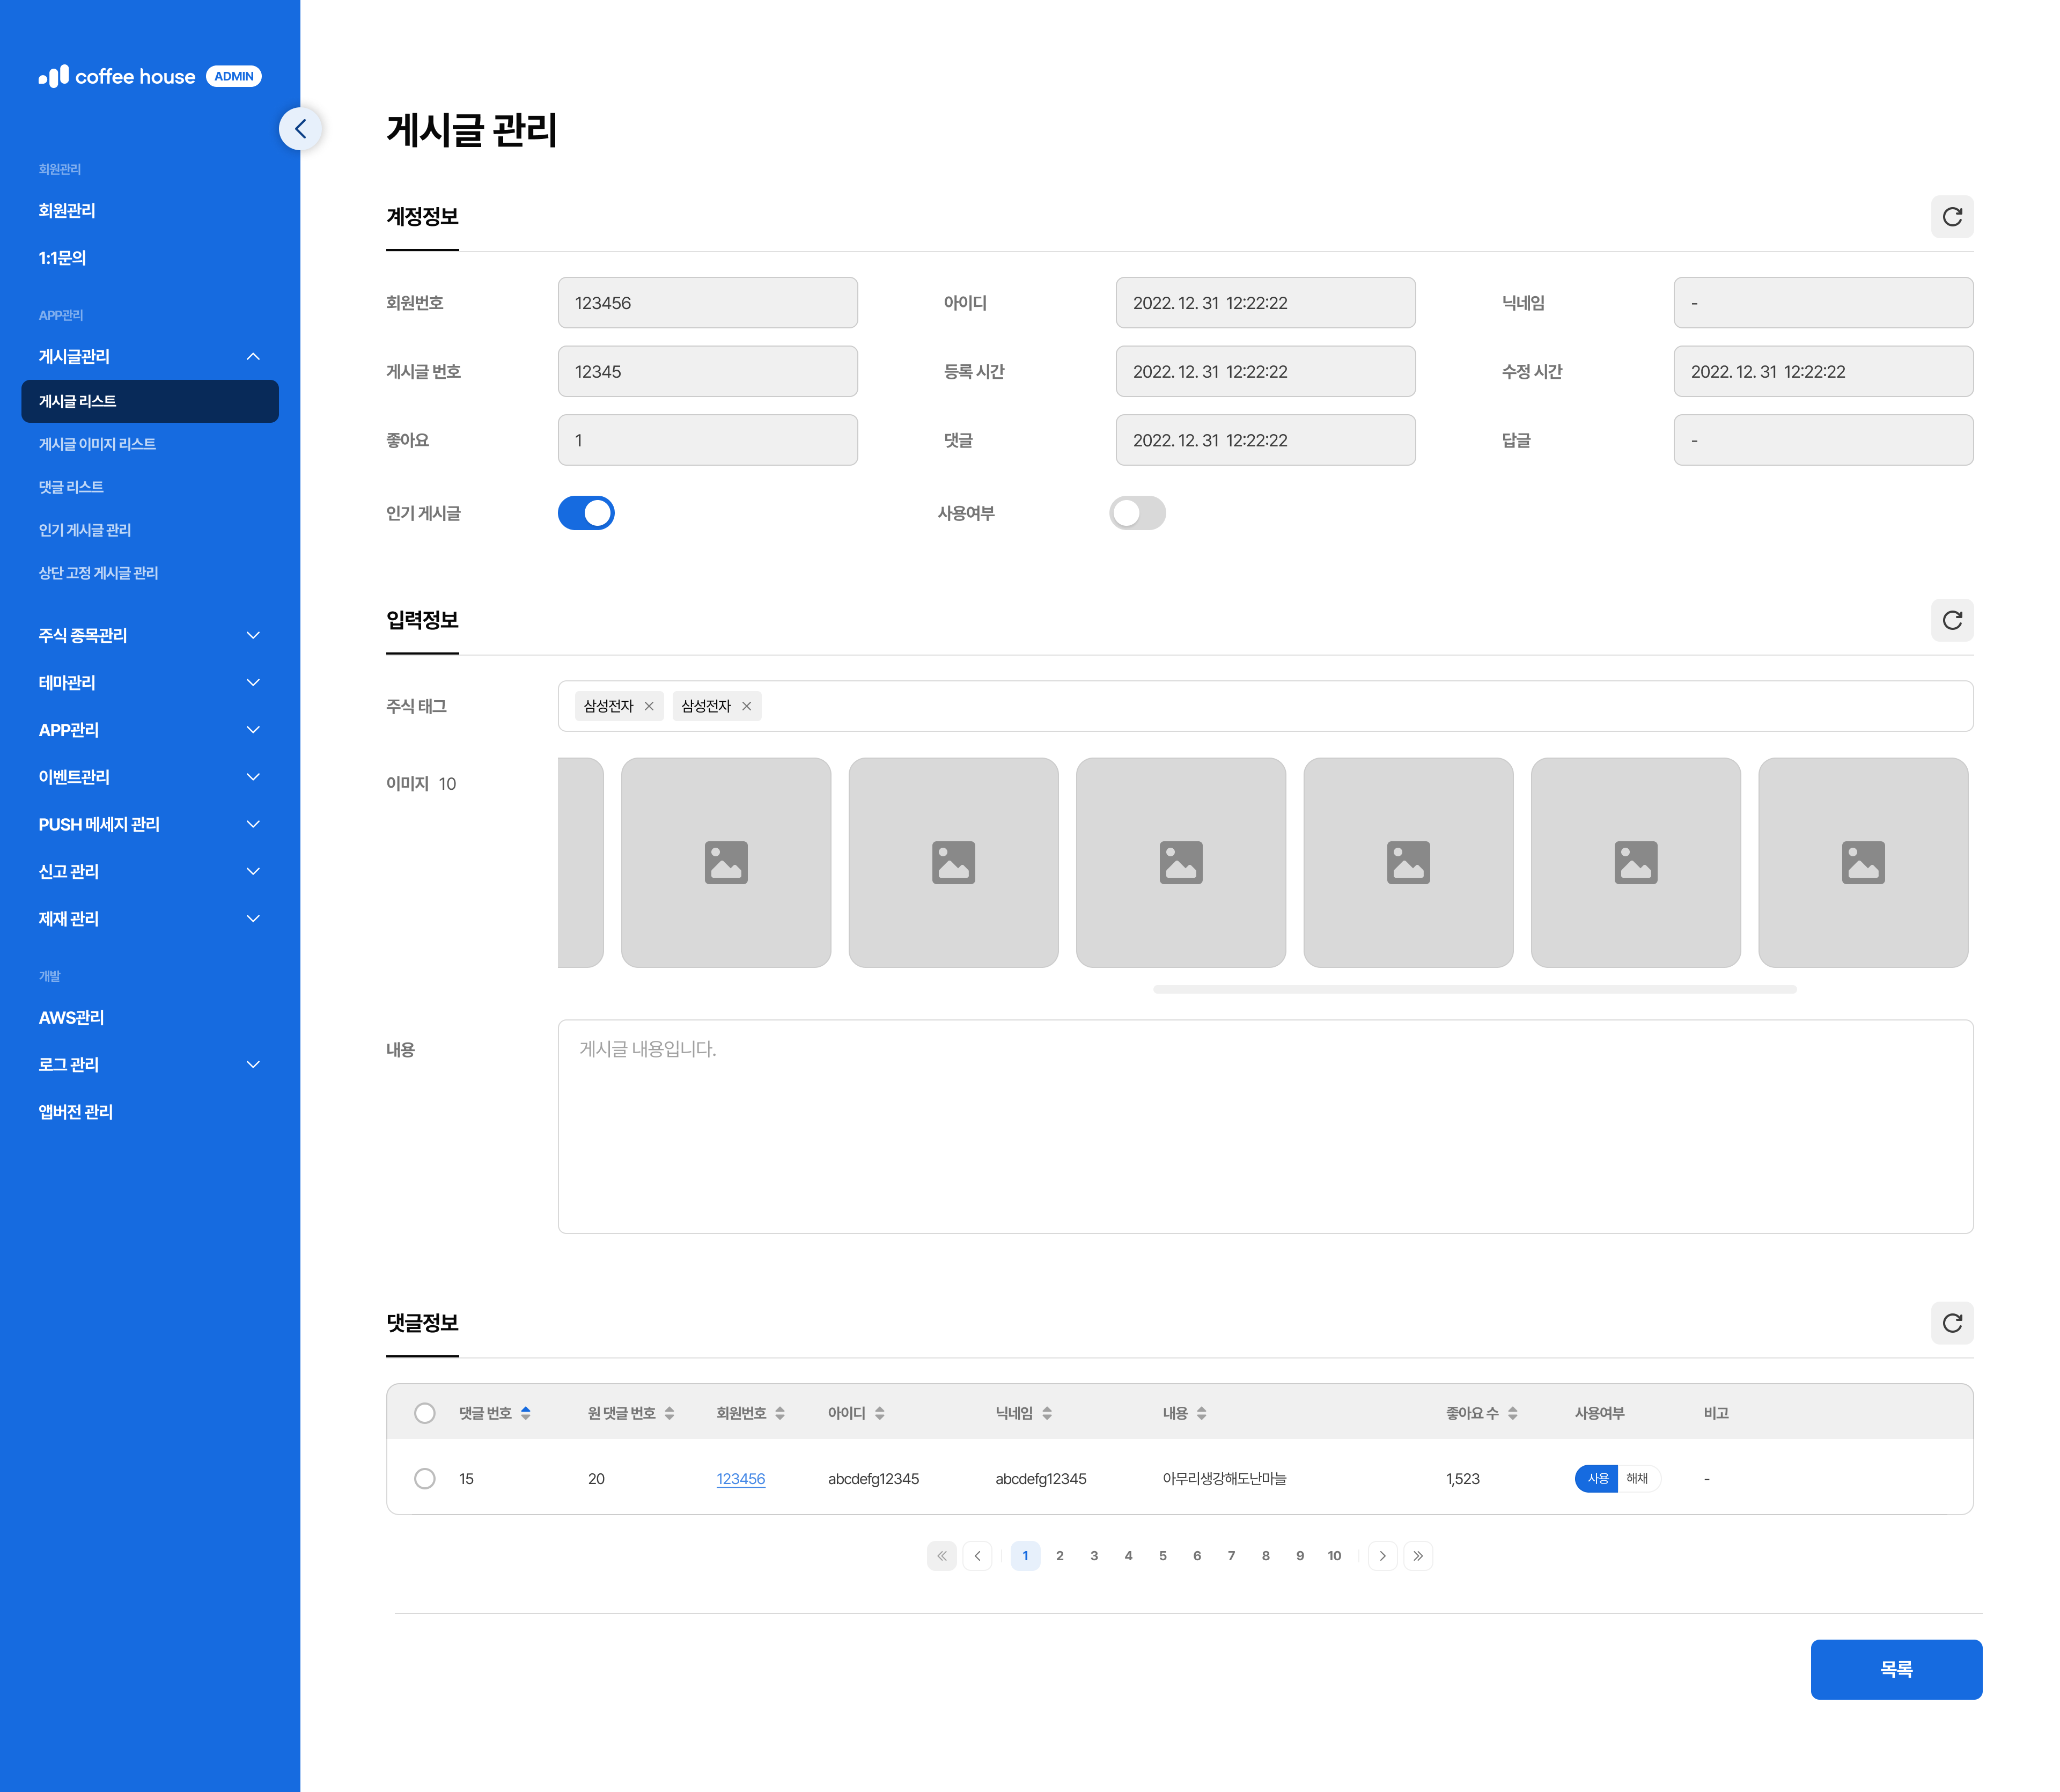 coffee house ADMIN
회원관리
회원관리
1:1문의
APP관리
게시글관리
게시글 리스트
게시글 이미지 리스트
댓글 리스트
인기 게시글 관리
상단 고정 게시글 관리
주식 종목관리
테마관리
APP관리
이벤트관리
PUSH 메세지 관리
신고 관리
제재 관리
개발
AWS관리
로그 관리
앱버전 관리
게시글 관리
계정정보
회원번호 123456 아이디 2022. 12. 31 12:22:22 닉네임 -
게시글 번호 12345 등록 시간 2022. 12. 31 12:22:22 수정 시간 2022. 12. 31 12:22:22
좋아요 1 댓글 2022. 12. 31 12:22:22 답글 -
인기 게시글 사용여부
입력정보
주식 태그 삼성전자 삼성전자
이미지 10
내용 게시글 내용입니다.
댓글정보
댓글 번호 원 댓글 번호 회원번호 아이디 닉네임 내용 좋아요 수 사용여부 비고
15 20 123456 abcdefg12345 abcdefg12345 아무리생강해도난마늘 1,523 사용 해채 -
1 2 3 4 5 6 7 8 9 10
목록